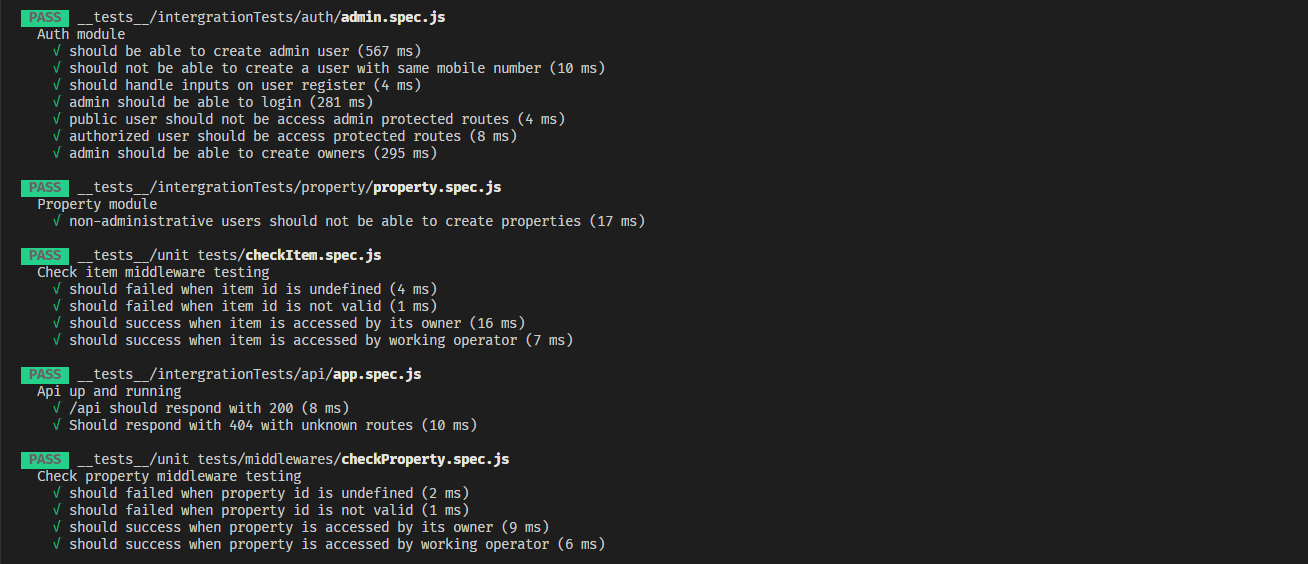 PASS __tests__/intergrationTests/auth/admin.spec.js
Auth module
√ should be able to create admin user (567 ms)
√ should not be able to create a user with same mobile number (10 ms)
√ should handle inputs on user register (4 ms)
√ admin should be able to login (281 ms)
√ public user should not be access admin protected routes (4 ms)
√ authorized user should be access protected routes (8 ms)
√ admin should be able to create owners (295 ms)
PASS __tests__/intergrationTests/property/property.spec.js
Property module
√ non-administrative users should not be able to create properties (17 ms)
PASS __tests__/unit tests/checkItem.spec.js
Check item middleware testing
√ should failed when item id is undefined (4 ms)
√ should failed when item id is not valid (1 ms)
√ should success when item is accessed by its owner (16 ms)
√ should success when item is accessed by working operator (7 ms)
PASS __tests__/intergrationTests/api/app.spec.js
Api up and running
√ /api should respond with 200 (8 ms)
√ Should respond with 404 with unknown routes (10 ms)
PASS __tests__/unit tests/middlewares/checkProperty.spec.js
Check property middleware testing
√ should failed when property id is undefined (2 ms)
√ should failed when property id is not valid (1 ms)
√ should success when property is accessed by its owner (9 ms)
√ should success when property is accessed by working operator (6 ms)